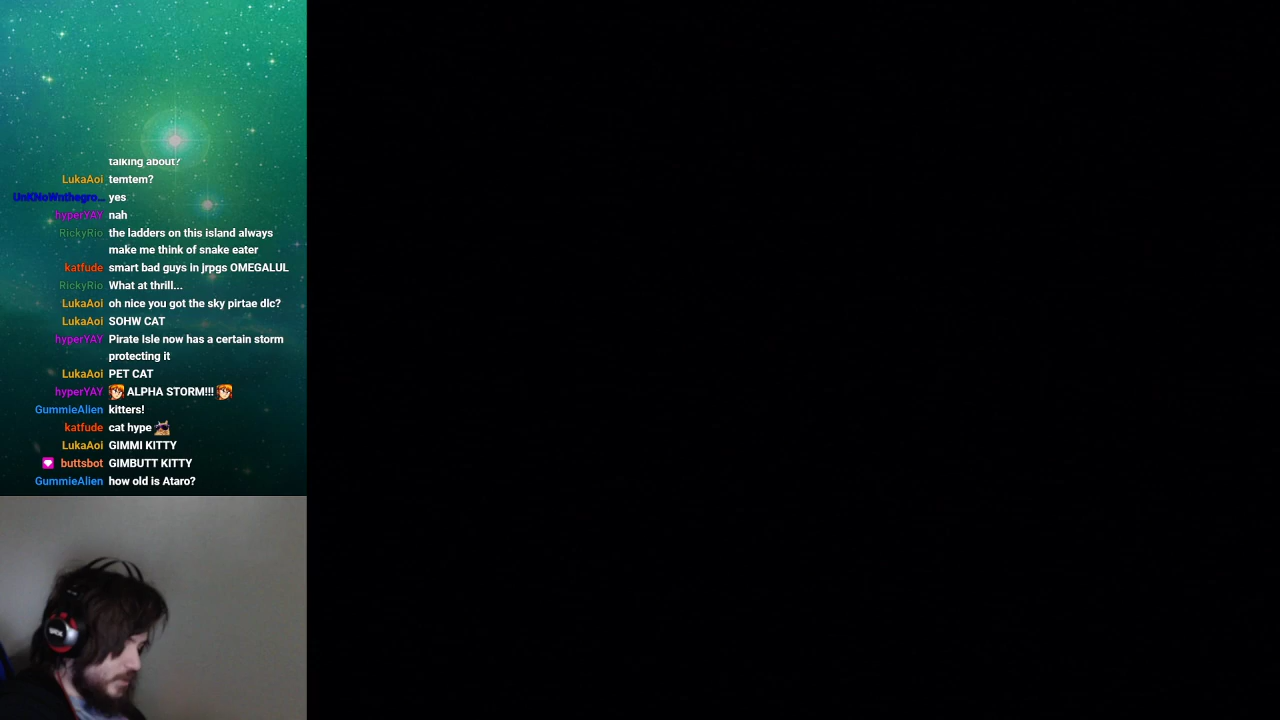 talking about?
LukaAoi temtem?
UnKNoWnthegro... yes
hyperYAY nah
RickyRio the ladders on this island always
make me think of snake eater
katfude smart bad guys in jrpgs OMEGALUL
RickyRio What at thrill...
LukaAoi oh nice you got the sky pirtae dlc?
LukaAoi SOHW CAT
hyperYAY Pirate Isle now has a certain storm
protecting it
LukaAoi PET CAT
hyperYAY ALPHA STORM!!!
GummieAlien kitters!
katfude cat hype
LukaAoi GIMMI KITTY
buttsbot GIMBUTT KITTY
GummieAlien how old is Ataro?